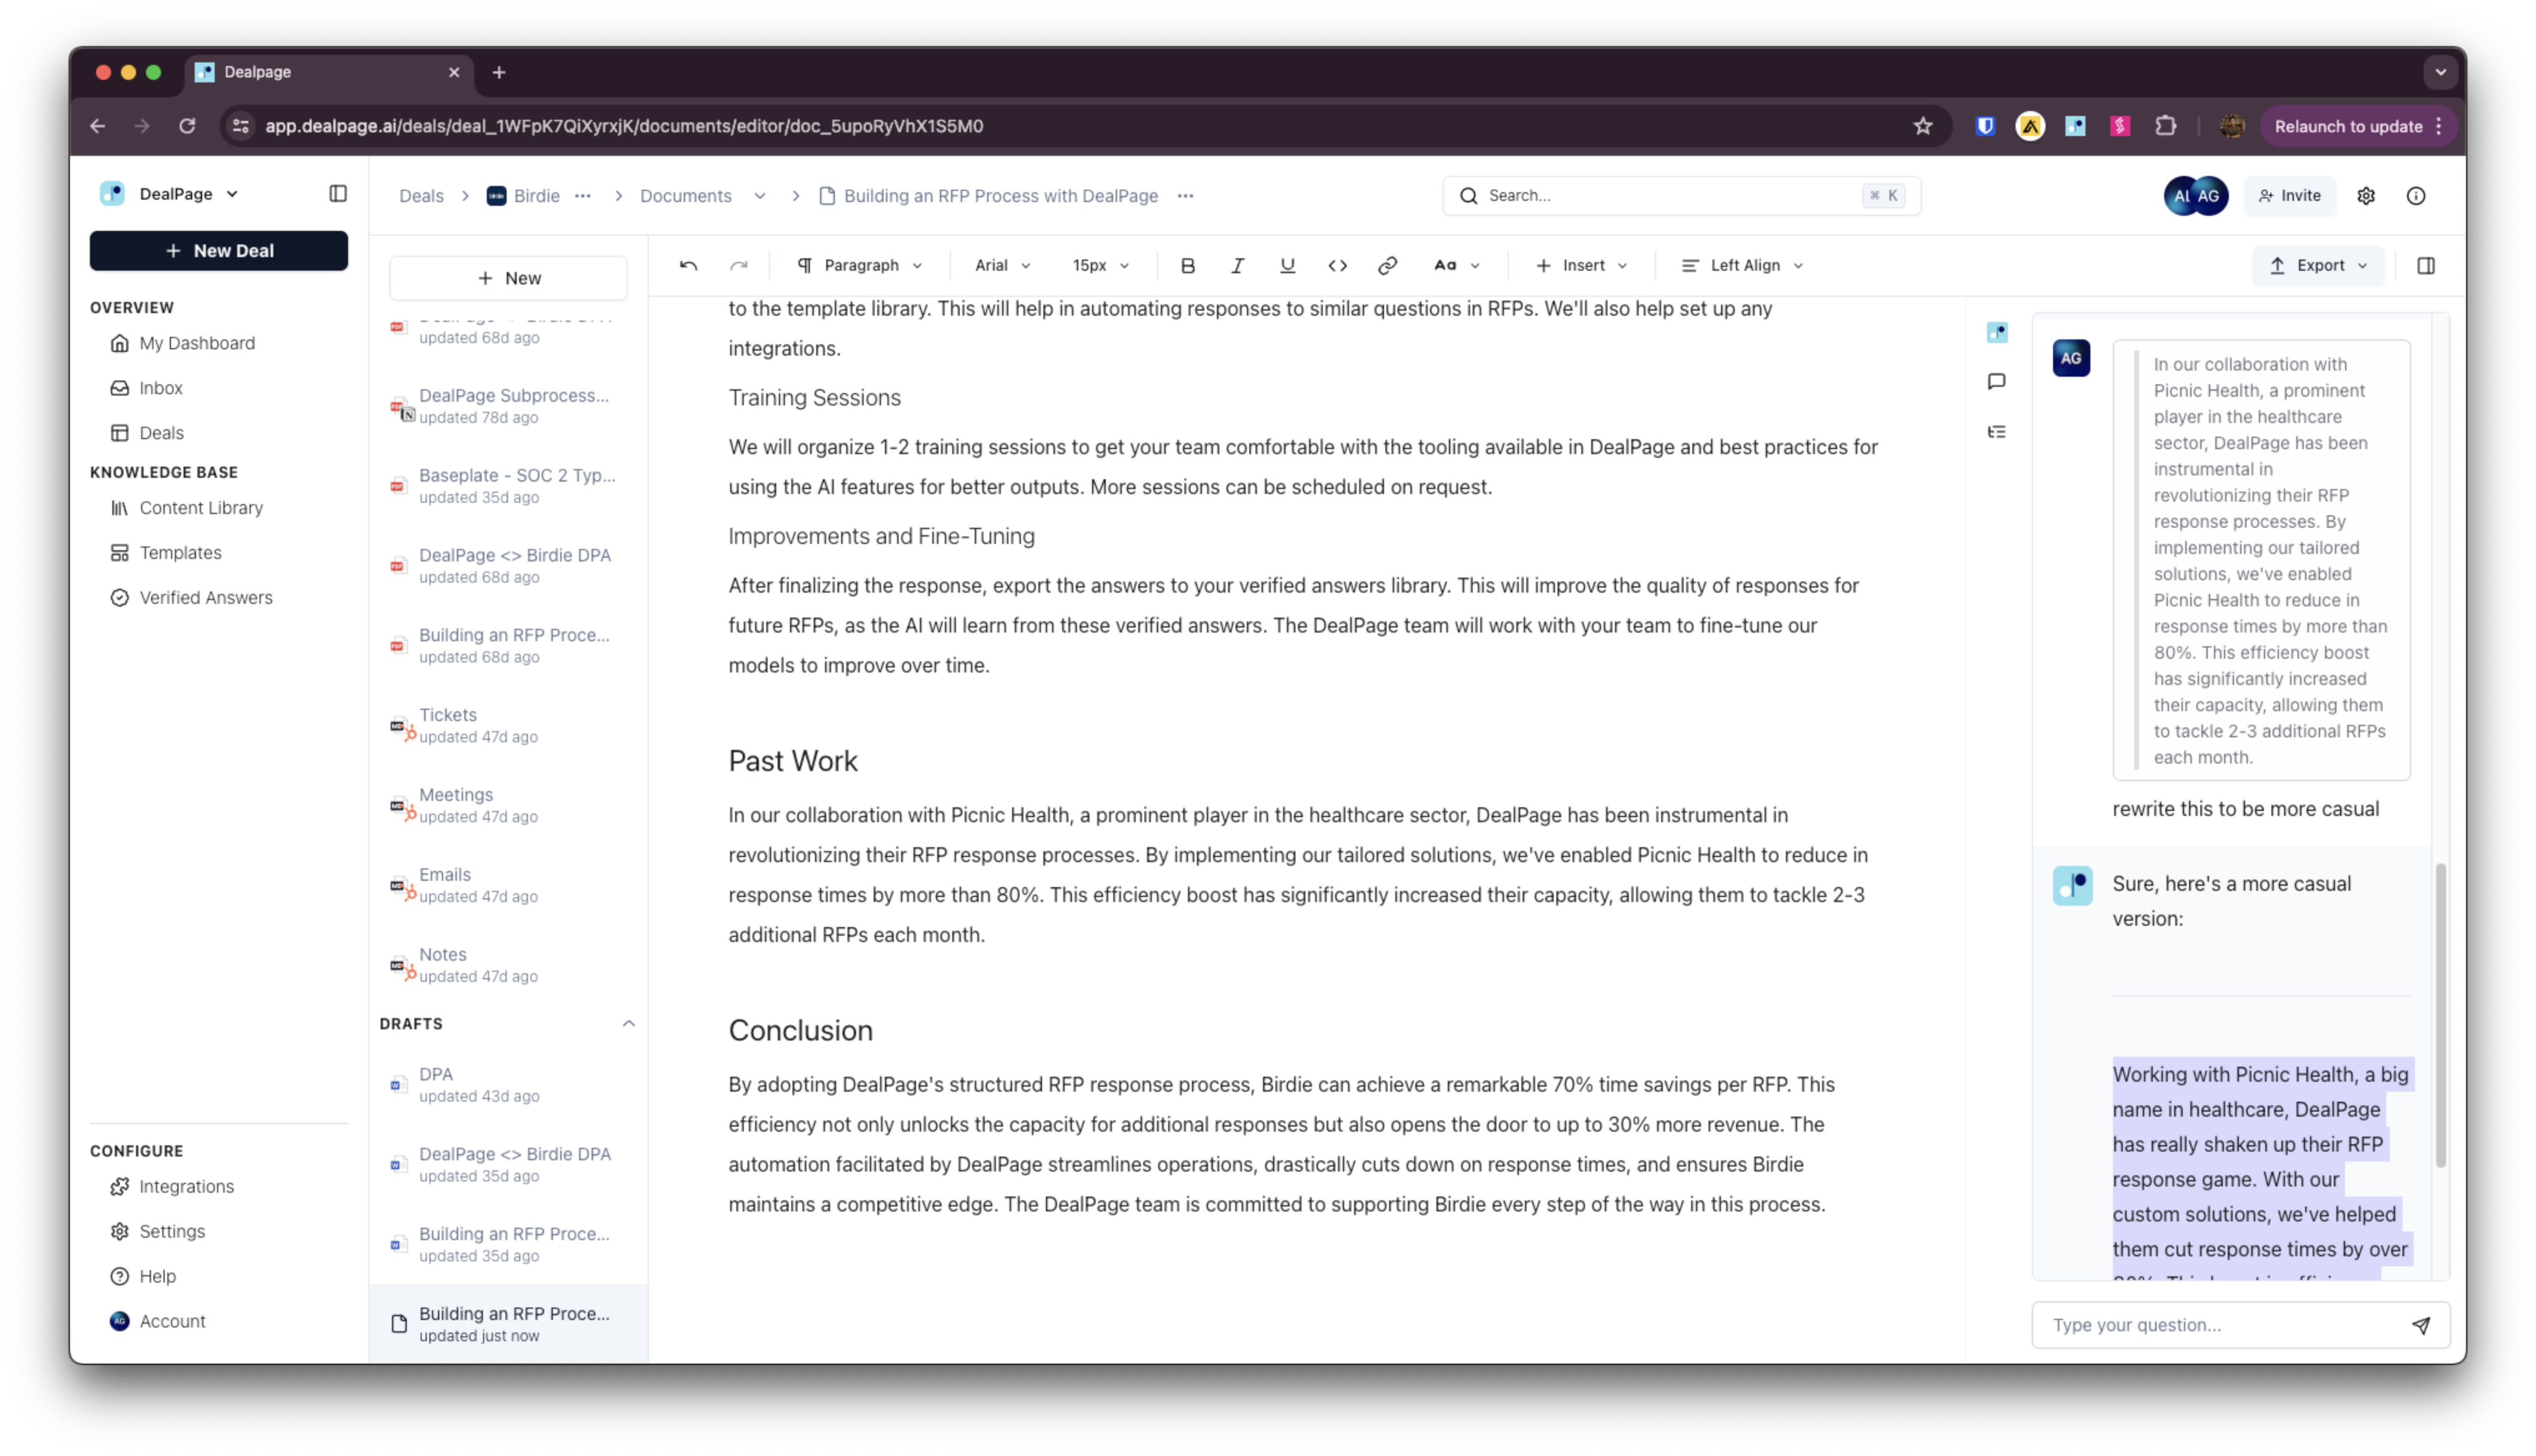 Dealpage
app.dealpage.ai/deals/deal_1WFpK7QiXyrxjK/documents/editor/doc_5upoRyVhX1S5M0
Relaunch to update
DealPage
New Deal
OVERVIEW
My Dashboard
Inbox
Deals
KNOWLEDGE BASE
Content Library
Templates
Verified Answers
CONFIGURE
Integrations
Settings
Help
AG Account
Deals
Birdie
Documents
Building an RFP Process with DealPage
Search...
⌘ K
AG
Invite
New
updated 68d ago
DealPage Subprocess...
updated 78d ago
Baseplate - SOC 2 Typ...
updated 35d ago
DealPage <> Birdie DPA
updated 68d ago
Building an RFP Proce...
updated 68d ago
Tickets
updated 47d ago
Meetings
updated 47d ago
Emails
updated 47d ago
Notes
updated 47d ago
DRAFTS
DPA
updated 43d ago
DealPage <> Birdie DPA
updated 35d ago
Building an RFP Proce...
updated 35d ago
Building an RFP Proce...
updated just now
Paragraph
Arial
15px
B
I
U
Aa
Insert
Left Align
Export
to the template library. This will help in automating responses to similar questions in RFPs. We'll also help set up any
integrations.
Training Sessions
We will organize 1-2 training sessions to get your team comfortable with the tooling available in DealPage and best practices for
using the AI features for better outputs. More sessions can be scheduled on request.
Improvements and Fine-Tuning
After finalizing the response, export the answers to your verified answers library. This will improve the quality of responses for
future RFPs, as the AI will learn from these verified answers. The DealPage team will work with your team to fine-tune our
models to improve over time.
Past Work
In our collaboration with Picnic Health, a prominent player in the healthcare sector, DealPage has been instrumental in
revolutionizing their RFP response processes. By implementing our tailored solutions, we've enabled Picnic Health to reduce in
response times by more than 80%. This efficiency boost has significantly increased their capacity, allowing them to tackle 2-3
additional RFPs each month.
Conclusion
By adopting DealPage's structured RFP response process, Birdie can achieve a remarkable 70% time savings per RFP. This
efficiency not only unlocks the capacity for additional responses but also opens the door to up to 30% more revenue. The
automation facilitated by DealPage streamlines operations, drastically cuts down on response times, and ensures Birdie
maintains a competitive edge. The DealPage team is committed to supporting Birdie every step of the way in this process.
AG
In our collaboration with
Picnic Health, a prominent
player in the healthcare
sector, DealPage has been
instrumental in
revolutionizing their RFP
response processes. By
implementing our tailored
solutions, we've enabled
Picnic Health to reduce in
response times by more than
80%. This efficiency boost
has significantly increased
their capacity, allowing them
to tackle 2-3 additional RFPs
each month.
rewrite this to be more casual
Sure, here's a more casual
version:
Working with Picnic Health, a big
name in healthcare, DealPage
has really shaken up their RFP
response game. With our
custom solutions, we've helped
them cut response times by over
Type your question...